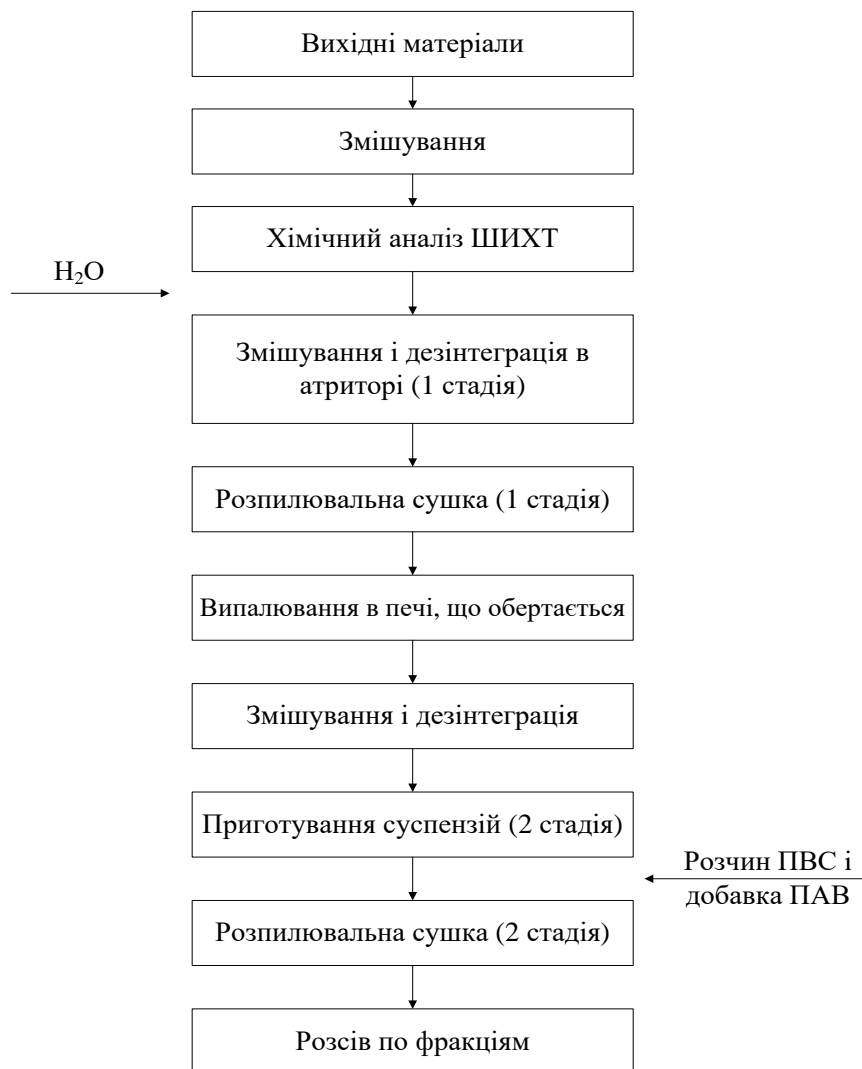 Вихідні матеріали
Змішування
Хімічний аналіз ШИХТ
H₂O
Змішування і дезінтеграція в
атриторі (1 стадія)
Розпилювальна сушка (1 стадія)
Випалювання в печі, що обертається
Змішування і дезінтеграція
Приготування суспензій (2 стадія)
Розчин ПВС і
добавка ПАВ
Розпилювальна сушка (2 стадія)
Розсів по фракціям